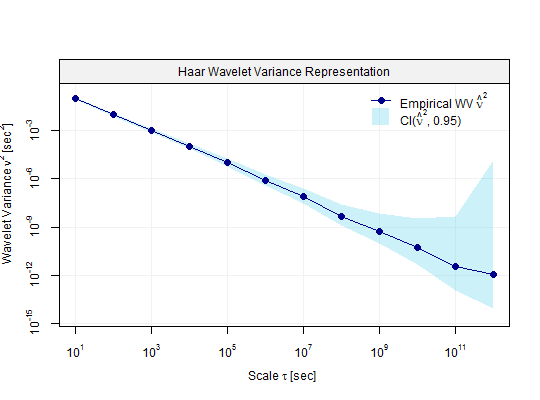 Haar Wavelet Variance Representation
Empirical WV ν̂²
CI(ν̂², 0.95)
Wavelet Variance ν² [sec²]
10⁻³
10⁻⁶
10⁻⁹
10⁻¹²
10⁻¹⁵
10¹ 10³ 10⁵ 10⁷ 10⁹ 10¹¹
Scale τ [sec]